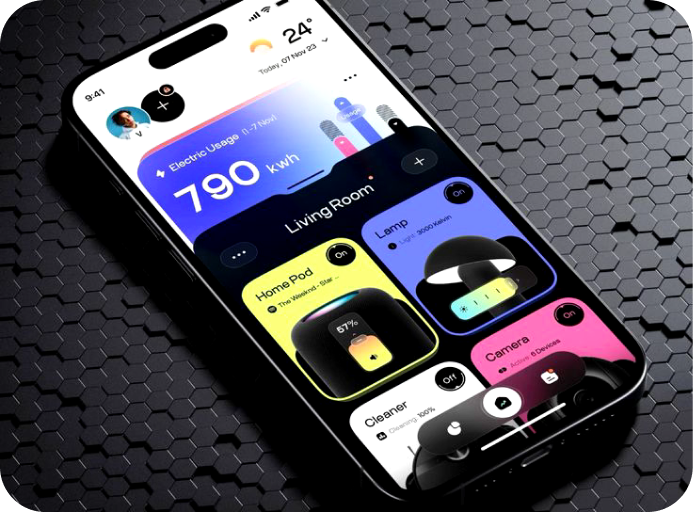 9:41
24°
Today, 07 Nov 23
Electric Usage (1-7 Nov)
790 kwh
Usage
Living Room
Home Pod
On
The Weeknd - Star ...
57%
Lamp
On
Light 3000 Kelvin
Cleaner
Off
Cleaning 100%
Camera
On
Active 6 Devices